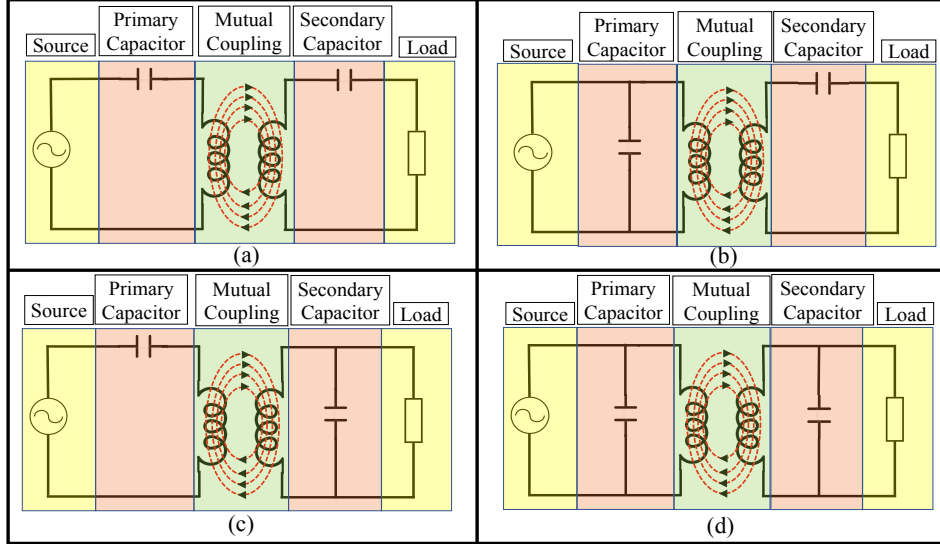 Source
Primary
Capacitor
Mutual
Coupling
Secondary
Capacitor
Load
(a)
Source
Primary
Capacitor
Mutual
Coupling
Secondary
Capacitor
Load
(b)
Source
Primary
Capacitor
Mutual
Coupling
Secondary
Capacitor
Load
(c)
Source
Primary
Capacitor
Mutual
Coupling
Secondary
Capacitor
Load
(d)